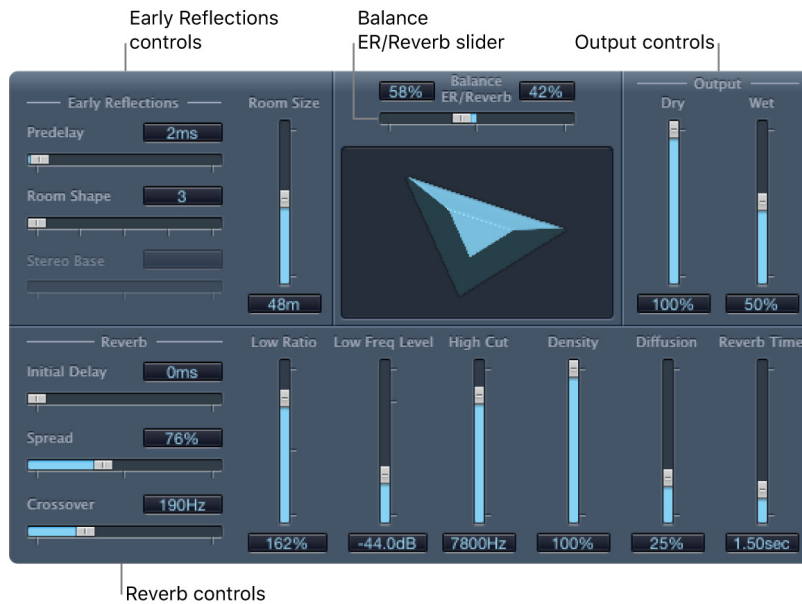 Early Reflections
controls
Balance
ER/Reverb slider
Output controls
Early Reflections
Room Size
58%
Balance
ER/Reverb
42%
Output
Dry
Wet
Predelay
2ms
Room Shape
3
Stereo Base
48m
100%
50%
Reverb
Low Ratio
Low Freq Level
High Cut
Density
Diffusion
Reverb Time
Initial Delay
0ms
Spread
76%
Crossover
190Hz
162%
-44.0dB
7800Hz
100%
25%
1.50sec
Reverb controls